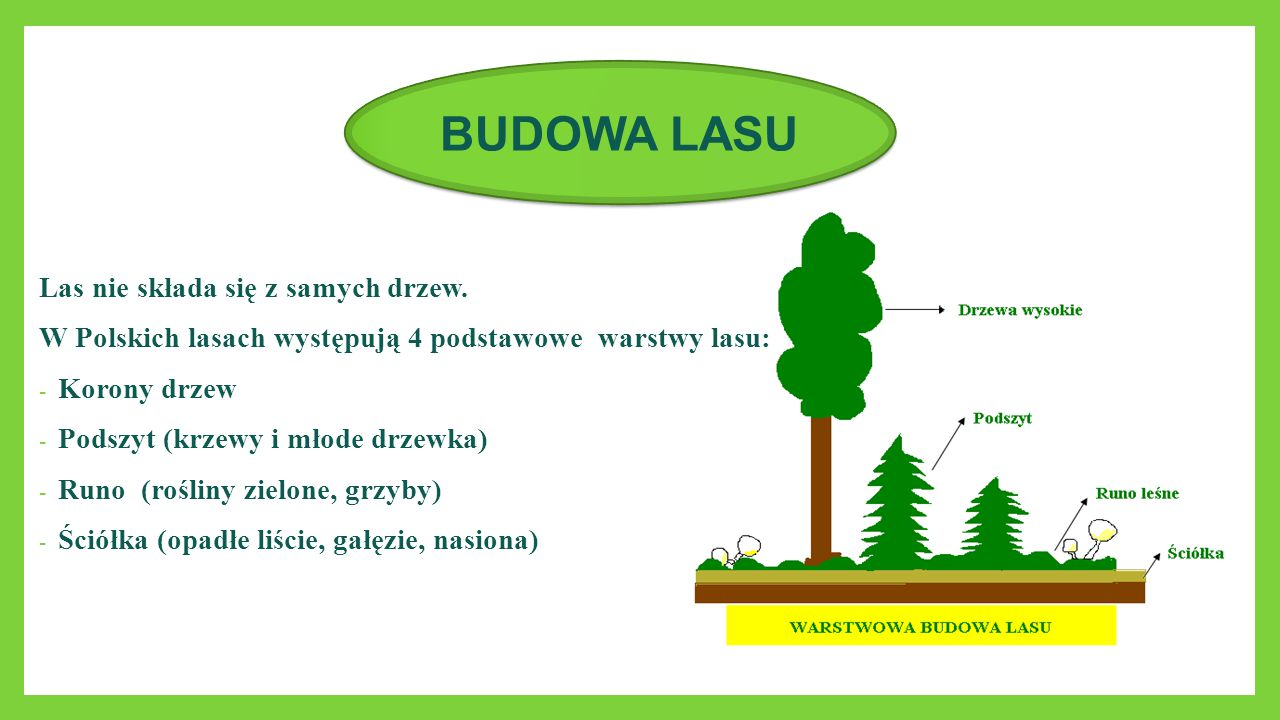 BUDOWA LASU
Las nie składa się z samych drzew.
W Polskich lasach występują 4 podstawowe warstwy lasu:
- Korony drzew
- Podszyt (krzewy i młode drzewka)
- Runo (rośliny zielone, grzyby)
- Ściółka (opadłe liście, gałęzie, nasiona)
Drzewa wysokie
Podszyt
Runo leśne
Ściółka
WARSTWOWA BUDOWA LASU